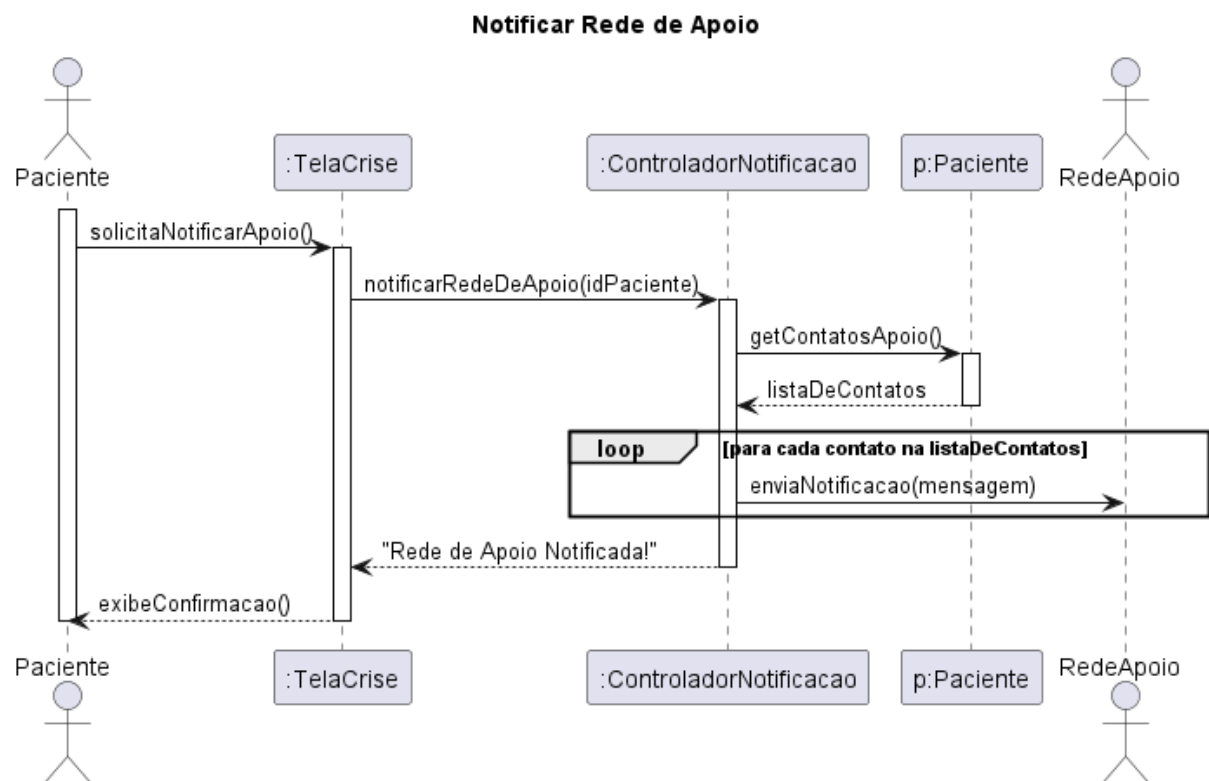 Notificar Rede de Apoio
Paciente
:TelaCrise
:ControladorNotificacao
p:Paciente
RedeApoio
solicitaNotificarApoio()
notificarRedeDeApoio(idPaciente)
getContatosApoio()
listaDeContatos
loop
[para cada contato na listaDeContatos]
enviaNotificacao(mensagem)
"Rede de Apoio Notificada!"
exibeConfirmacao()
Paciente
:TelaCrise
:ControladorNotificacao
p:Paciente
RedeApoio